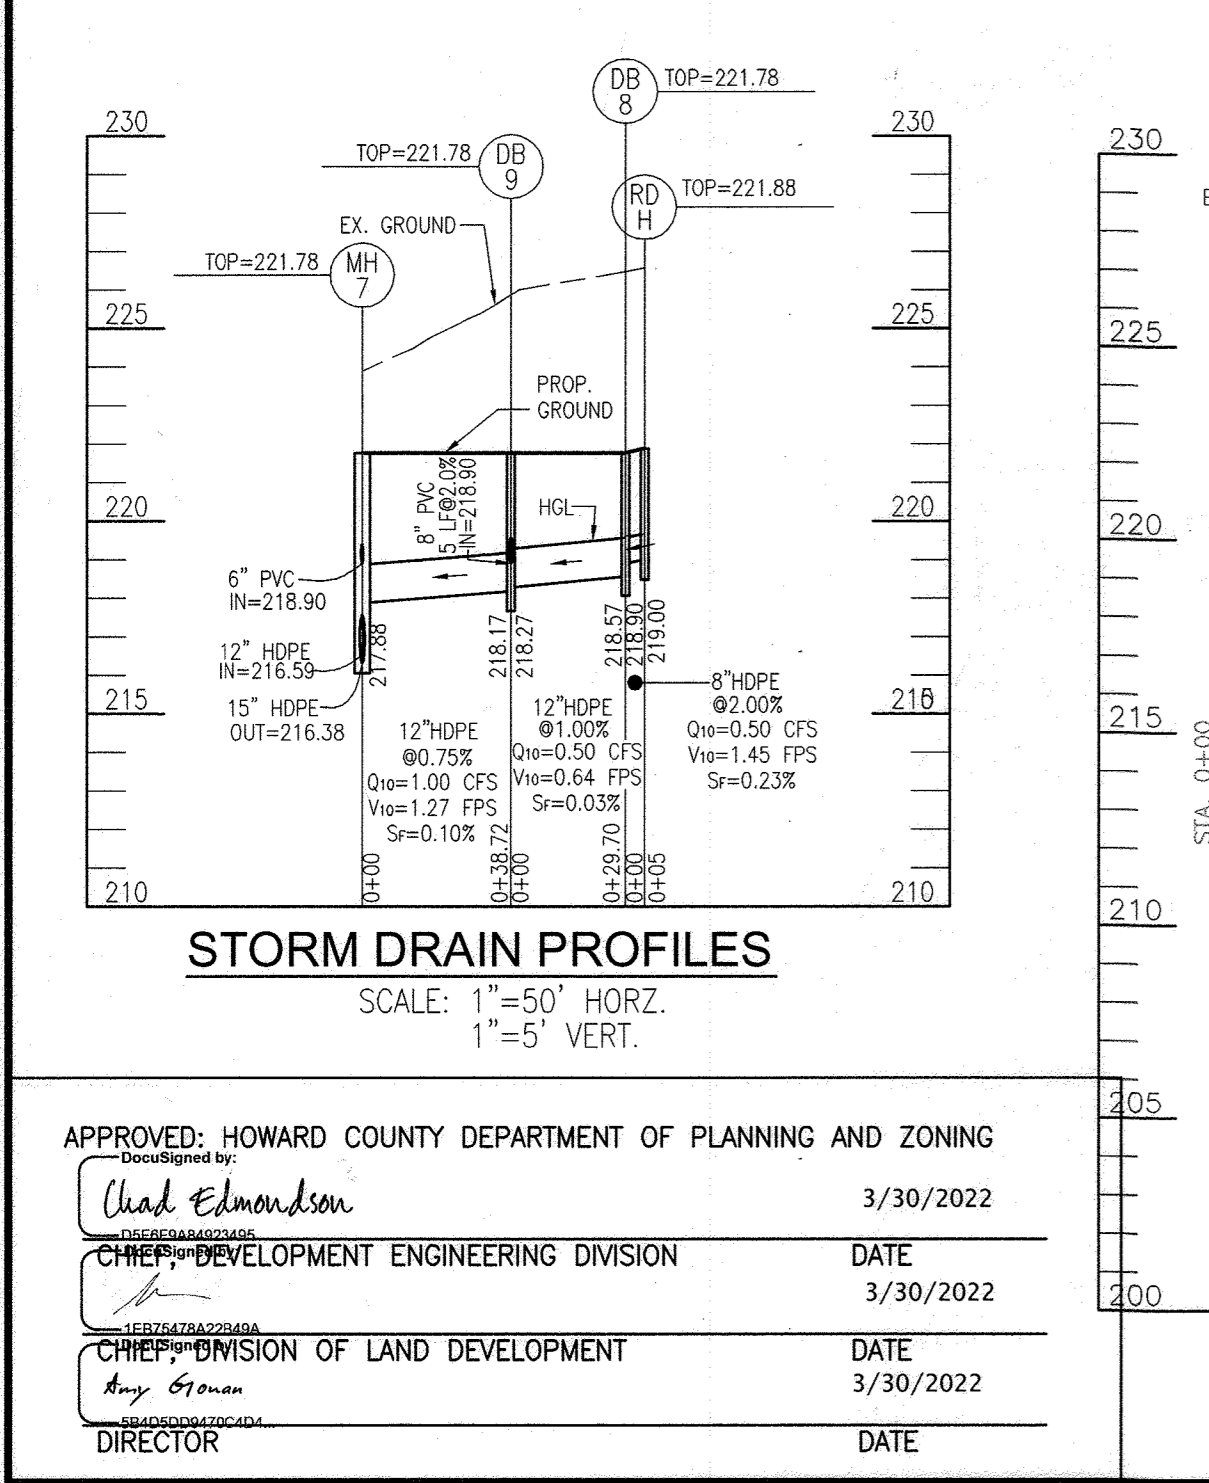 DB
8
TOP=221.78
230
230
230
TOP=221.78
DB
9
RD
H
TOP=221.88
EX. GROUND
TOP=221.78
MH
7
225
225
225
PROP.
GROUND
8" PVC
5 LF@2.0%
IN=218.90
HGL
220
220
220
6" PVC
IN=218.90
12" HDPE
IN=216.59
15" HDPE
OUT=216.38
217.88
218.17
218.27
218.57
218.90
219.00
8"HDPE
@2.00%
Q10=0.50 CFS
V10=1.45 FPS
SF=0.23%
215
215
12"HDPE
@1.00%
Q10=0.50 CFS
V10=0.64 FPS
SF=0.03%
12"HDPE
@0.75%
Q10=1.00 CFS
V10=1.27 FPS
SF=0.10%
STA. 0+00
0+00
0+38.72
0+00
0+29.70
0+00
0+05
210
210
210
STORM DRAIN PROFILES
SCALE: 1"=50' HORZ.
1"=5' VERT.
205
200
APPROVED: HOWARD COUNTY DEPARTMENT OF PLANNING AND ZONING
DocuSigned by:
Chad Edmondson
3/30/2022
D5E6E9A84923495
CHIEF, DEVELOPMENT ENGINEERING DIVISION DATE
DocuSigned by:
3/30/2022
1EB75478A22B49A
CHIEF, DIVISION OF LAND DEVELOPMENT DATE
DocuSigned by:
Amy Gonan
3/30/2022
5B4D5DD9470C4D4...
DIRECTOR DATE